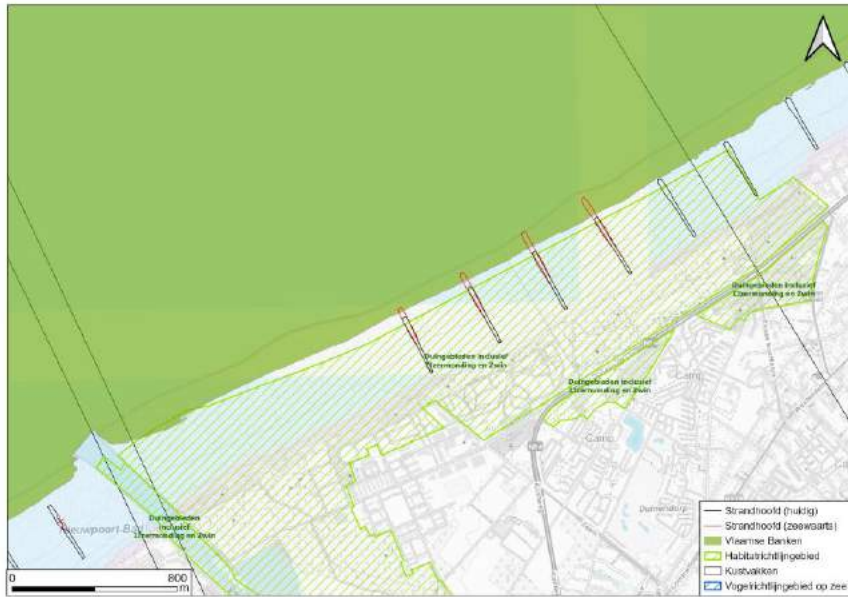 Duingebieden inclusief
IJzermonding en Zwin
Duingebieden inclusief
IJzermonding en Zwin
Duingebieden inclusief
IJzermonding en Zwin
Nieuwpoort-Bad
Duingebieden
inclusief
IJzermonding en Zwin
Duinendorp
0
800
m
Strandhoofd (huidig)
Strandhoofd (zeewaarts)
Vlaamse Banken
Habitatrichtlijngebied
Kustvakken
Vogelrichtlijngebied op zee